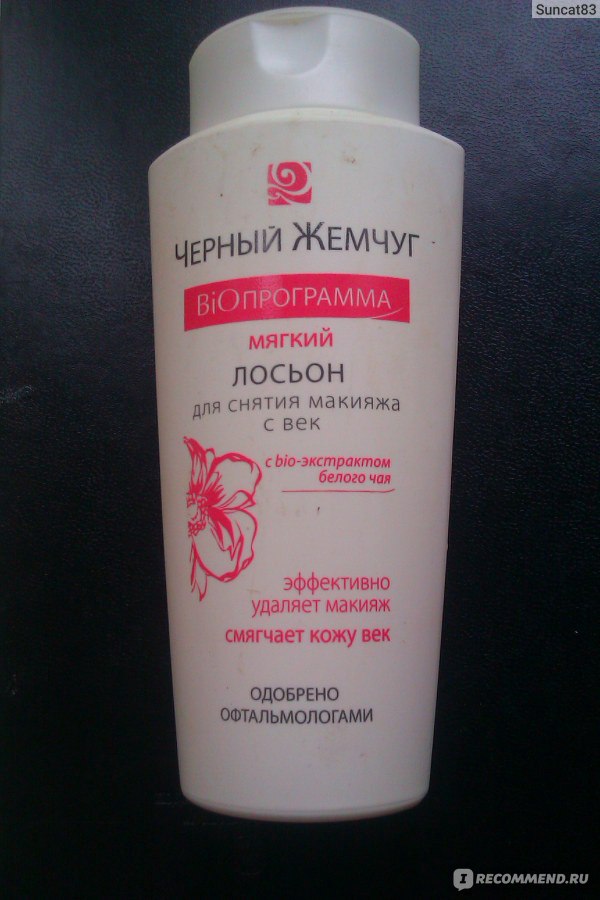 Suncat83
ЧЕРНЫЙ ЖЕМЧУГ
BiOПРОГРАММА
МЯГКИЙ
ЛОСЬОН
ДЛЯ СНЯТИЯ МАКИЯЖА
С ВЕК
с bio-экстрактом
белого чая
эффективно
удаляет макияж
смягчает кожу век
ОДОБРЕНО
ОФТАЛЬМОЛОГАМИ
I RECOMMEND.RU